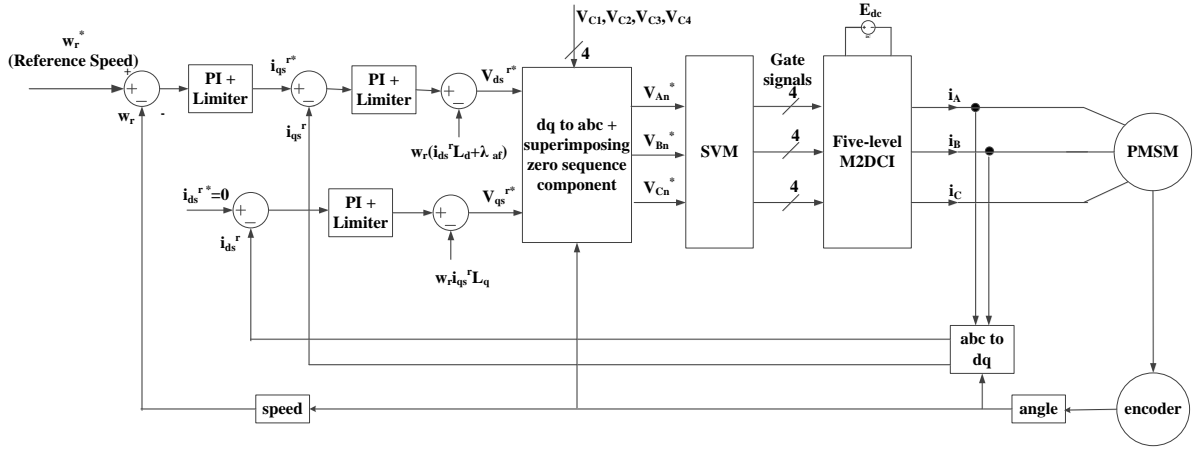 V_C1,V_C2,V_C3,V_C4
4
E_dc
w_r^*
(Reference Speed)
+
−
w_r
-
PI +
Limiter
i_qs^r*
+
−
i_qs^r
PI +
Limiter
+
−
V_ds^r*
w_r(i_ds^r L_d+λ_af)
i_ds^r*=0
+
−
i_ds^r
PI +
Limiter
+
−
V_qs^r*
w_r i_qs^r L_q
dq to abc +
superimposing
zero sequence
component
V_An^*
V_Bn^*
V_Cn^*
SVM
Gate
signals
4
4
4
Five-level
M2DCI
i_A
i_B
i_C
PMSM
abc to
dq
speed
angle
encoder